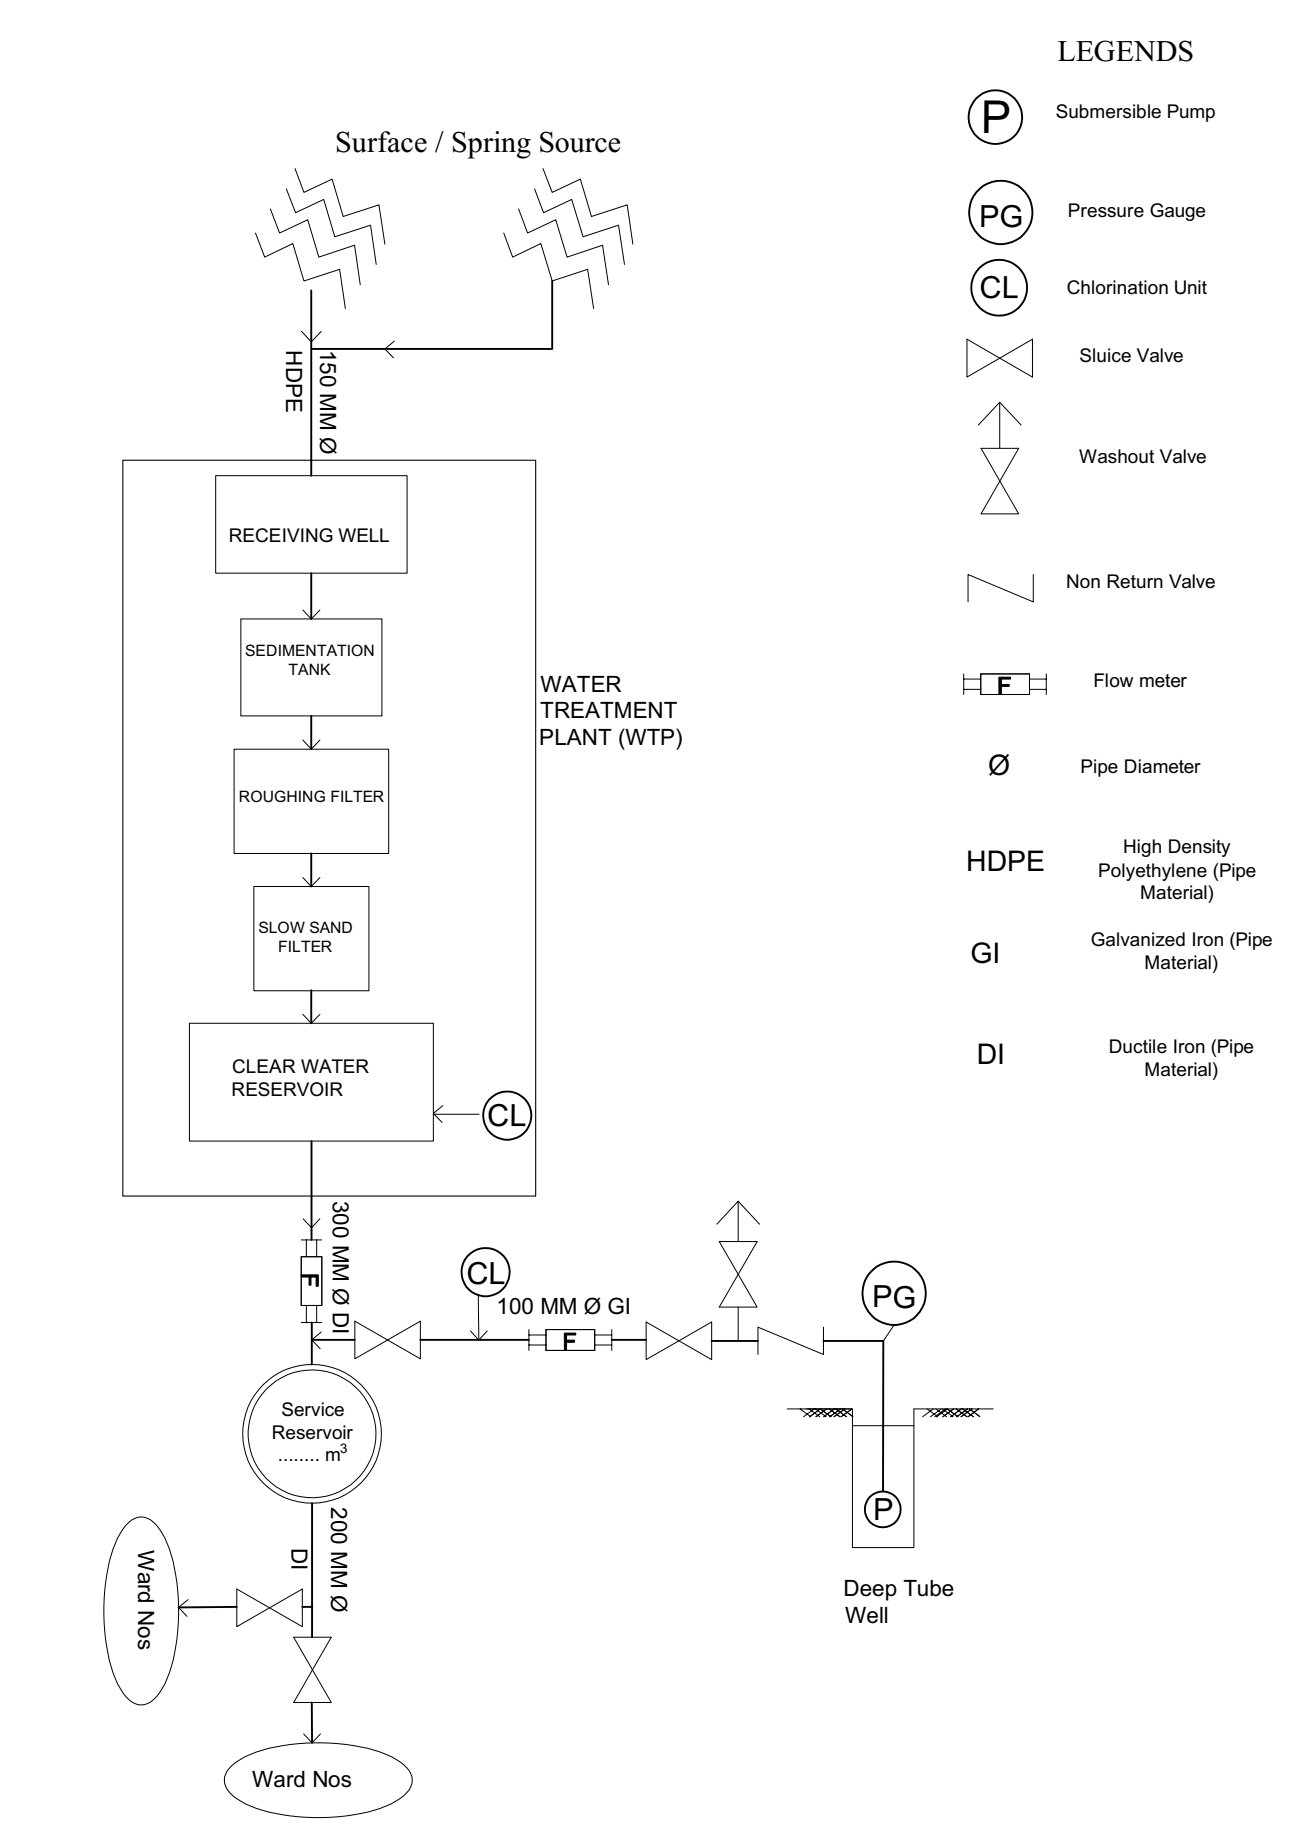 LEGENDS
P
Submersible Pump
PG
Pressure Gauge
CL
Chlorination Unit
Sluice Valve
Washout Valve
Non Return Valve
F
Flow meter
Ø
Pipe Diameter
HDPE
High Density
Polyethylene (Pipe
Material)
GI
Galvanized Iron (Pipe
Material)
DI
Ductile Iron (Pipe
Material)
Surface / Spring Source
150 MM Ø
HDPE
RECEIVING WELL
SEDIMENTATION
TANK
ROUGHING FILTER
SLOW SAND
FILTER
CLEAR WATER
RESERVOIR
CL
WATER
TREATMENT
PLANT (WTP)
300 MM Ø DI
F
CL
100 MM Ø GI
F
PG
P
Deep Tube
Well
Service
Reservoir
........ m³
200 MM Ø
DI
Ward Nos
Ward Nos